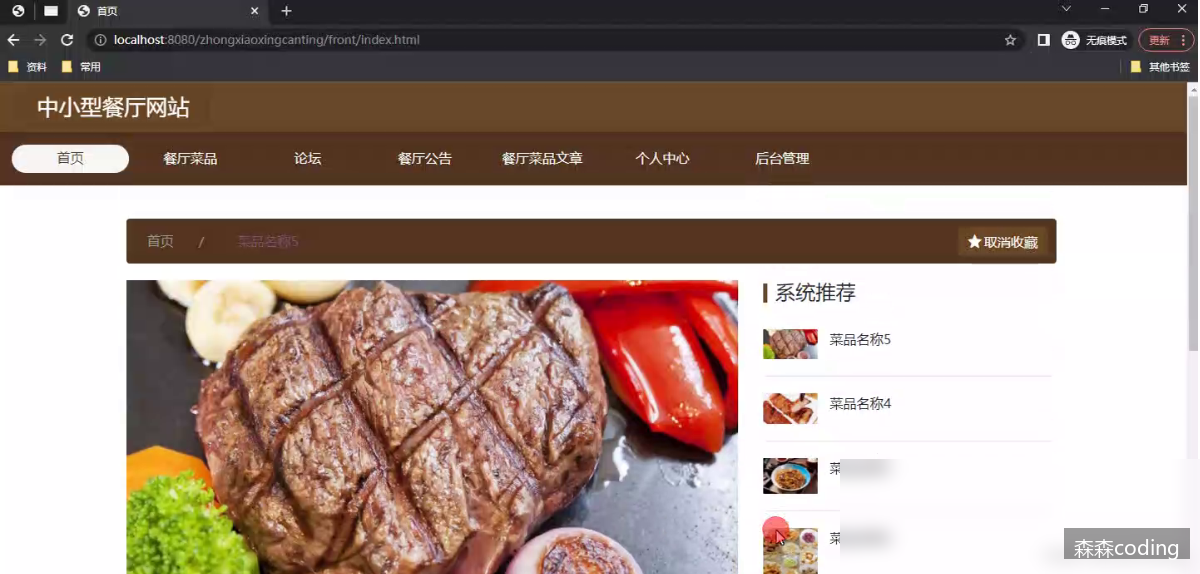 首页
localhost:8080/zhongxiaoxingcanting/front/index.html
无痕模式
更新
资料
常用
其他书签
中小型餐厅网站
首页 餐厅菜品 论坛 餐厅公告 餐厅菜品文章 个人中心 后台管理
首页 / 菜品名称5
取消收藏
系统推荐
菜品名称5
菜品名称4
菜
菜
森森coding